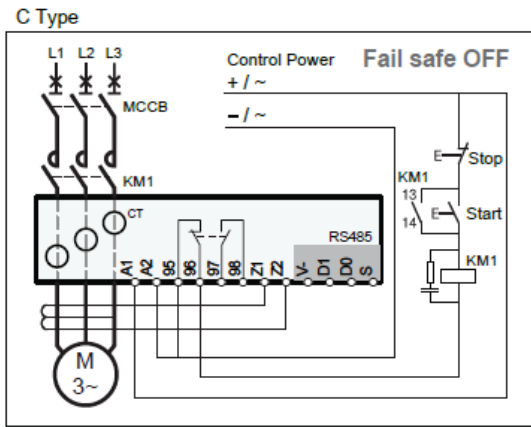 C Type
L1 L2 L3
Control Power
Fail safe OFF
+ / ~
MCCB
– / ~
E
Stop
KM1
KM1
13
14
E
Start
CT
RS485
KM1
A1 A2 95 96 97 98 Z1 Z2 V- D1 D0 S
M
3~